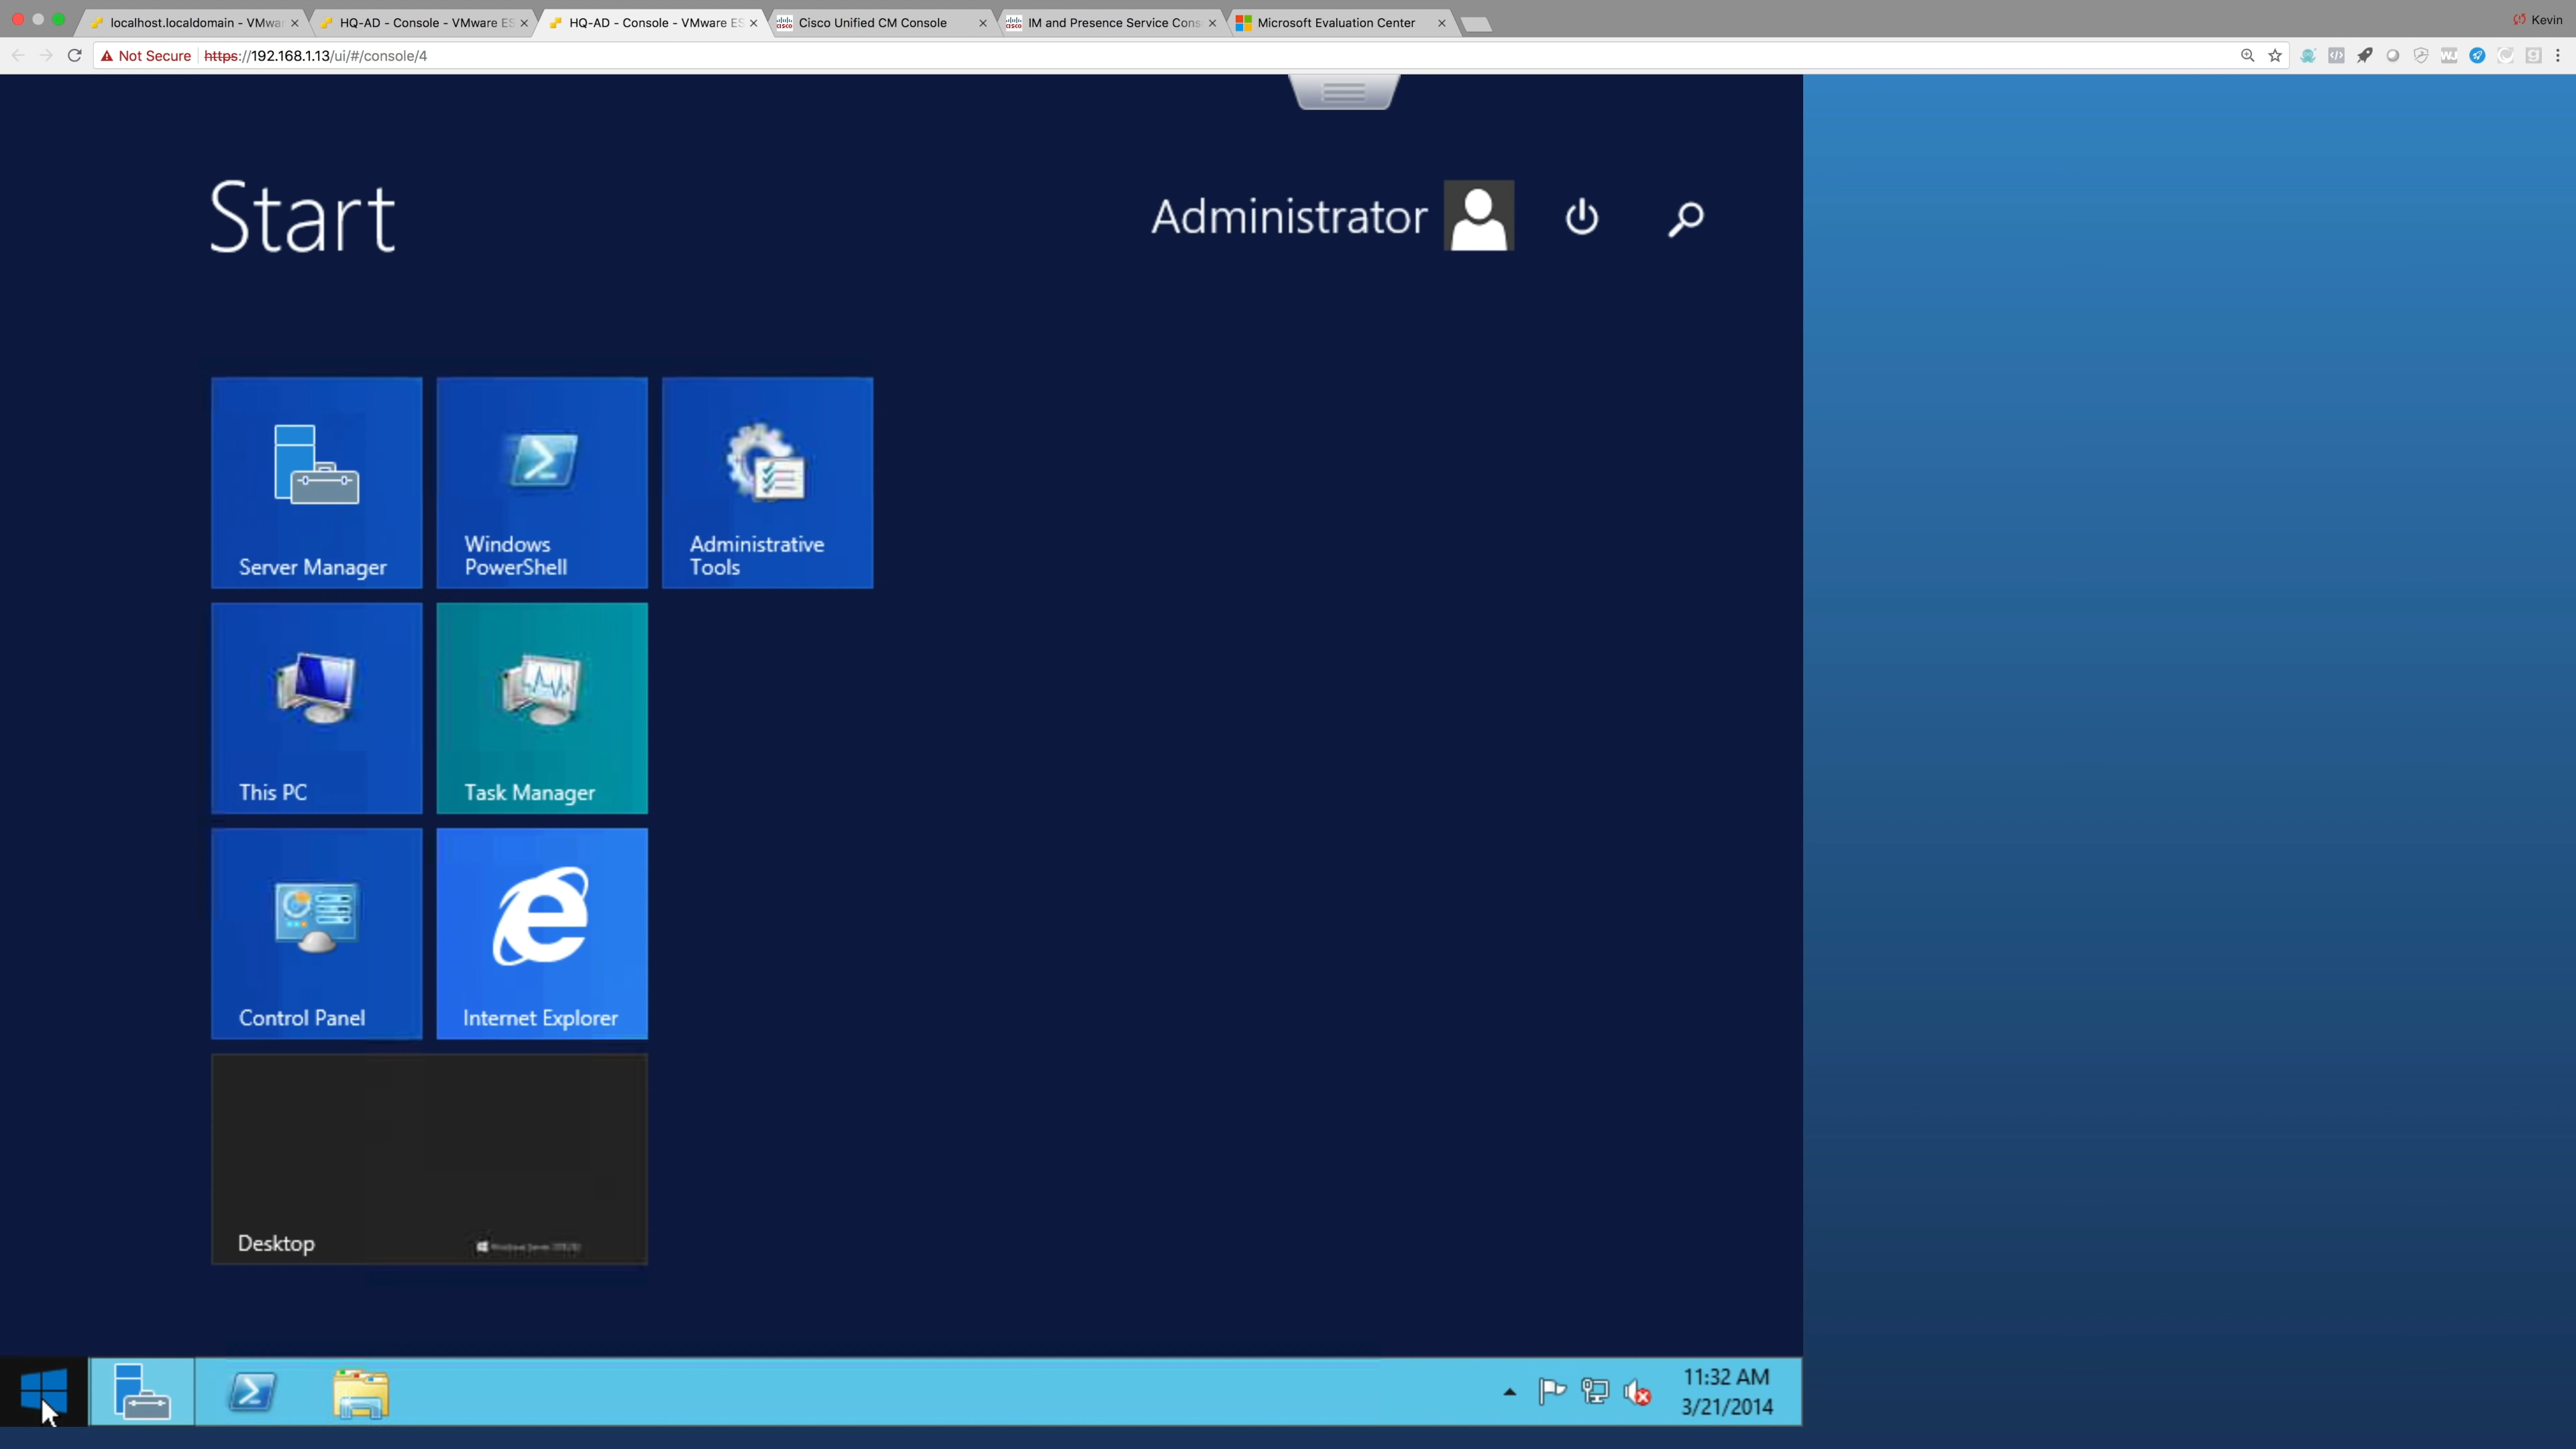 localhost.localdomain - VMwar
HQ-AD - Console - VMware ES
HQ-AD - Console - VMware ES
Cisco Unified CM Console
IM and Presence Service Cons
Microsoft Evaluation Center
Kevin
Not Secure https://192.168.1.13/ui/#/console/4
Start
Administrator
Server Manager
Windows
PowerShell
Administrative
Tools
This PC
Task Manager
Control Panel
Internet Explorer
Desktop
11:32 AM
3/21/2014